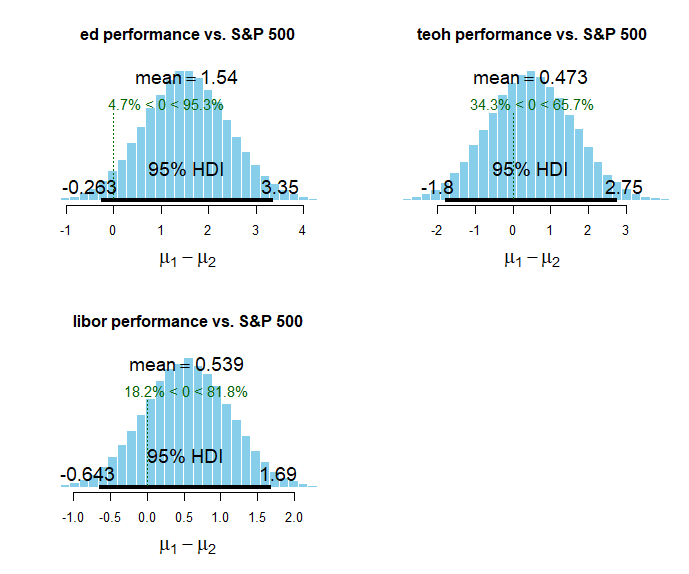 ed performance vs. S&P 500
mean = 1.54
4.7% < 0 < 95.3%
95% HDI
-0.263 3.35
-1 0 1 2 3 4
μ1 − μ2
teoh performance vs. S&P 500
mean = 0.473
34.3% < 0 < 65.7%
95% HDI
-1.8 2.75
-2 -1 0 1 2 3
μ1 − μ2
libor performance vs. S&P 500
mean = 0.539
18.2% < 0 < 81.8%
95% HDI
-0.643 1.69
-1.0 -0.5 0.0 0.5 1.0 1.5 2.0
μ1 − μ2